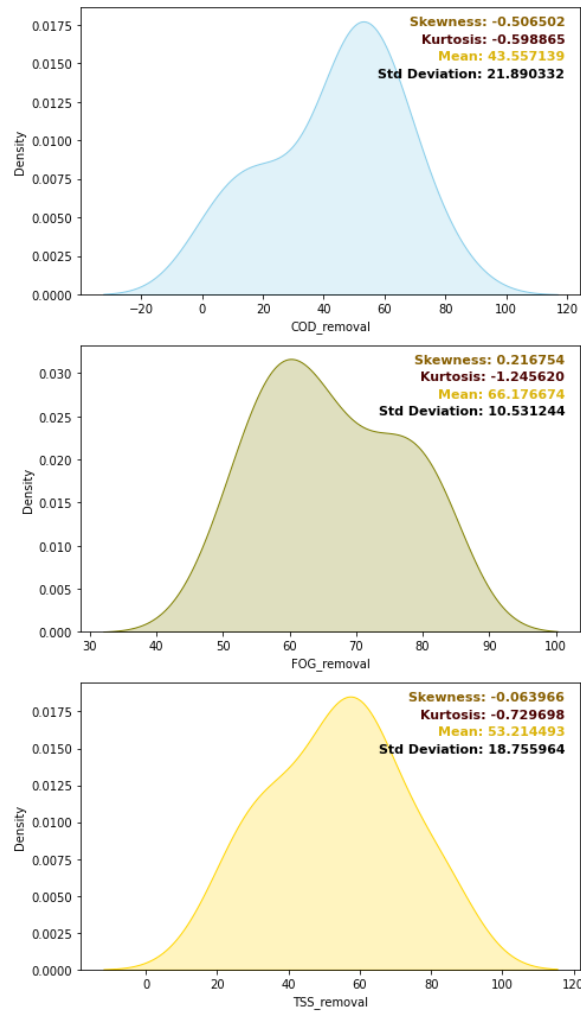 Skewness: -0.506502
Kurtosis: -0.598865
Mean: 43.557139
Std Deviation: 21.890332
0.0175
0.0150
0.0125
0.0100
0.0075
0.0050
0.0025
0.0000
Density
−20 0 20 40 60 80 100 120
COD_removal
Skewness: 0.216754
Kurtosis: -1.245620
Mean: 66.176674
Std Deviation: 10.531244
0.030
0.025
0.020
0.015
0.010
0.005
0.000
Density
30 40 50 60 70 80 90 100
FOG_removal
Skewness: -0.063966
Kurtosis: -0.729698
Mean: 53.214493
Std Deviation: 18.755964
0.0175
0.0150
0.0125
0.0100
0.0075
0.0050
0.0025
0.0000
Density
0 20 40 60 80 100 120
TSS_removal